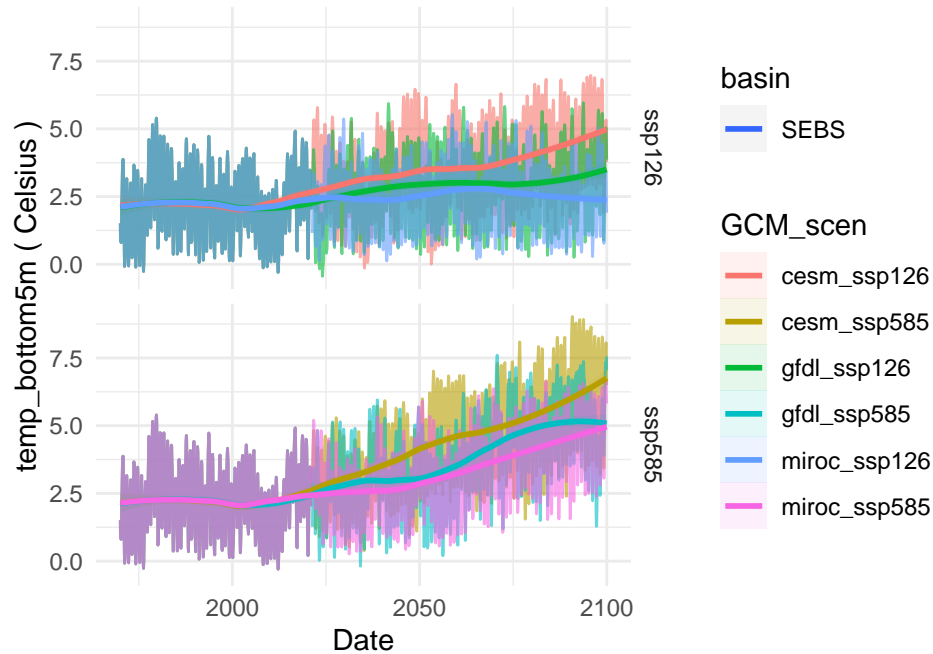 temp_bottom5m ( Celsius )
7.5
5.0
2.5
0.0
ssp126
7.5
5.0
2.5
0.0
ssp585
2000
2050
2100
Date
basin
SEBS
GCM_scen
cesm_ssp126
cesm_ssp585
gfdl_ssp126
gfdl_ssp585
miroc_ssp126
miroc_ssp585